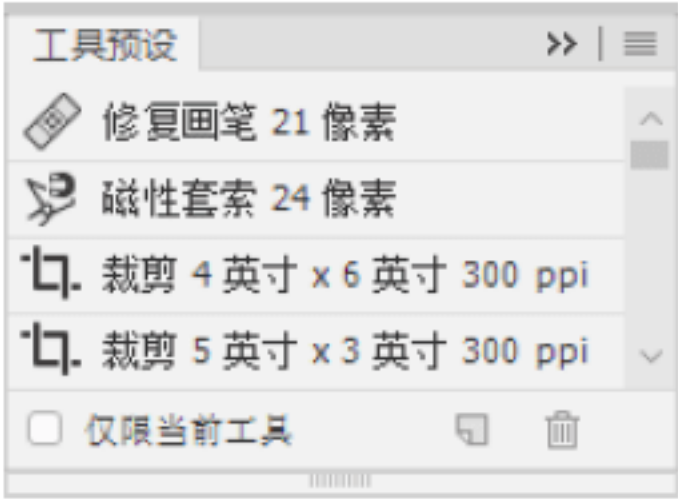 工具预设
修复画笔 21 像素
磁性套索 24 像素
裁剪 4 英寸 x 6 英寸 300 ppi
裁剪 5 英寸 x 3 英寸 300 ppi
仅限当前工具